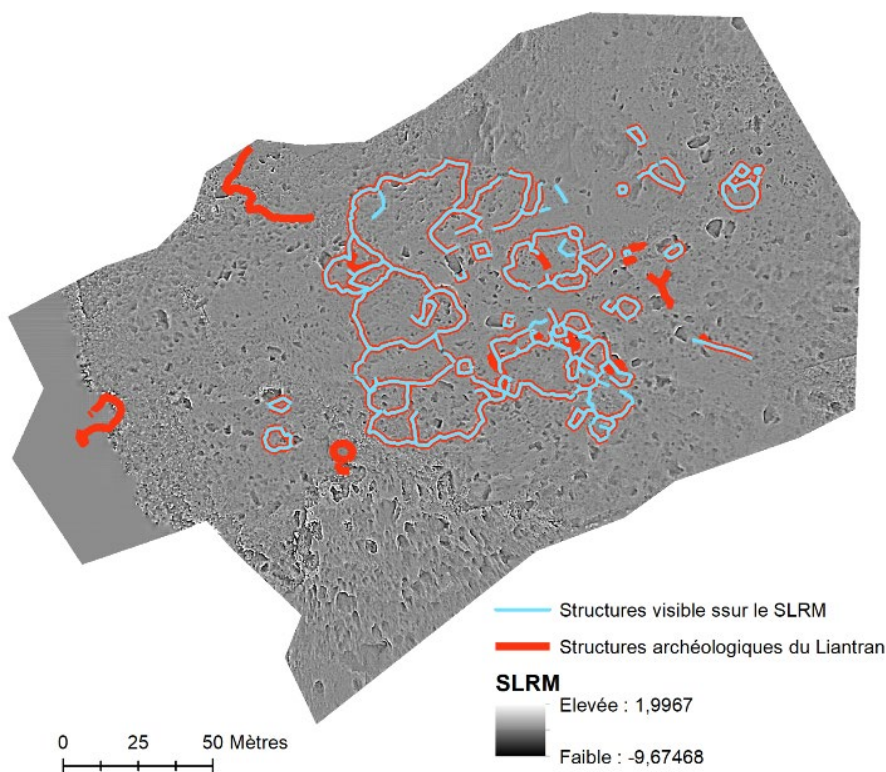 Structures visible ssur le SLRM
Structures archéologiques du Liantran
SLRM
Elevée : 1,9967
Faible : -9,67468
0 25 50 Mètres